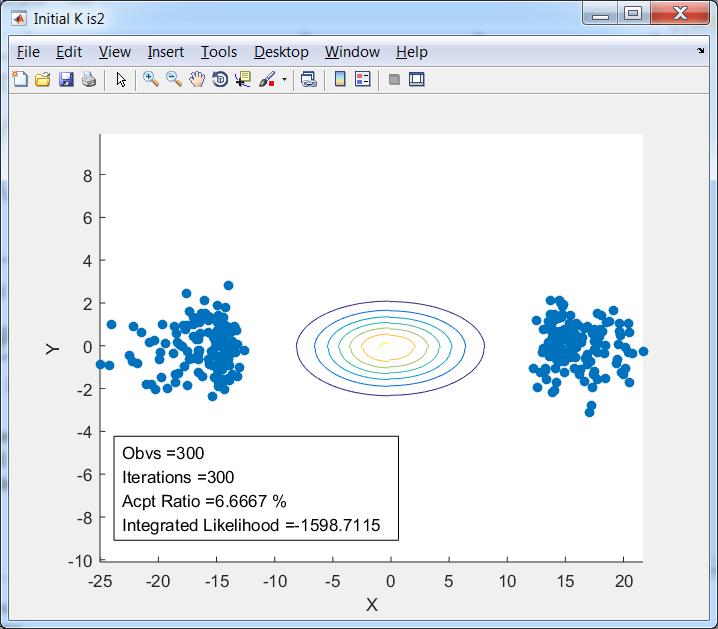 Initial K is2
File Edit View Insert Tools Desktop Window Help
8
6
4
2
0
-2
-4
-6
-8
-10
Y
Obvs =300
Iterations =300
Acpt Ratio =6.6667 %
Integrated Likelihood =-1598.7115
-25 -20 -15 -10 -5 0 5 10 15 20
X